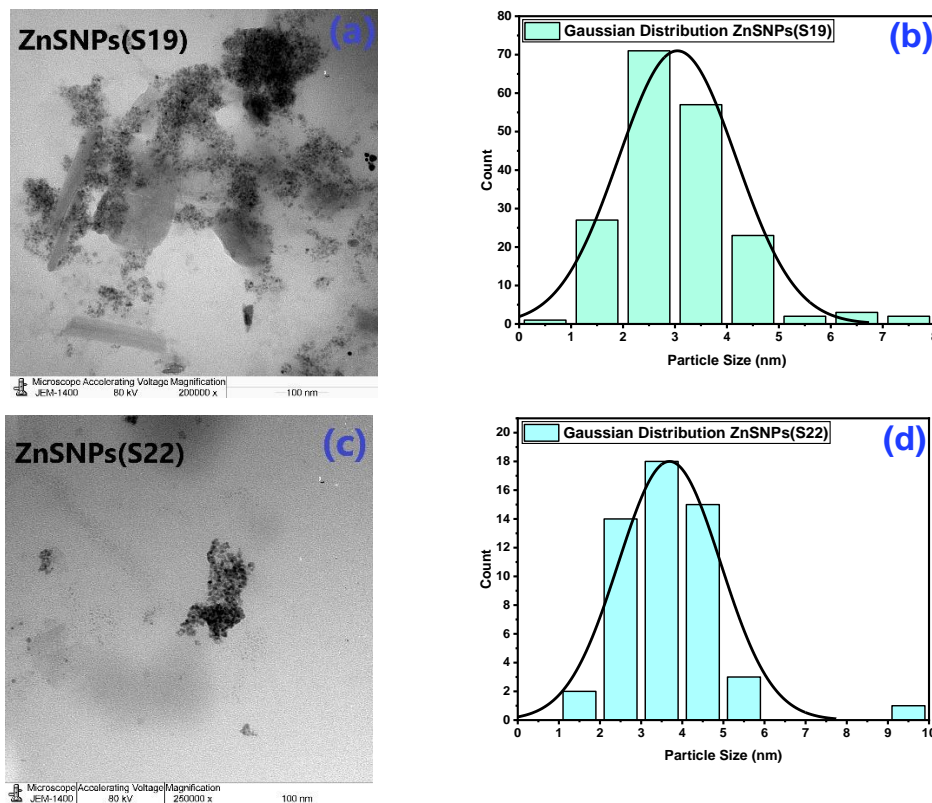 ZnSNPs(S19)
(a)
Microscope Accelerating Voltage Magnification
JEM-1400 80 kV 200000 x 100 nm
(b)
Gaussian Distribution ZnSNPs(S19)
80
70
60
50
40
30
20
10
0
Count
0 1 2 3 4 5 6 7 8
Particle Size (nm)
ZnSNPs(S22)
(c)
Microscope Accelerating Voltage Magnification
JEM-1400 80 kV 250000 x 100 nm
(d)
Gaussian Distribution ZnSNPs(S22)
20
18
16
14
12
10
8
6
4
2
0
Count
0 1 2 3 4 5 6 7 8 9 10
Particle Size (nm)